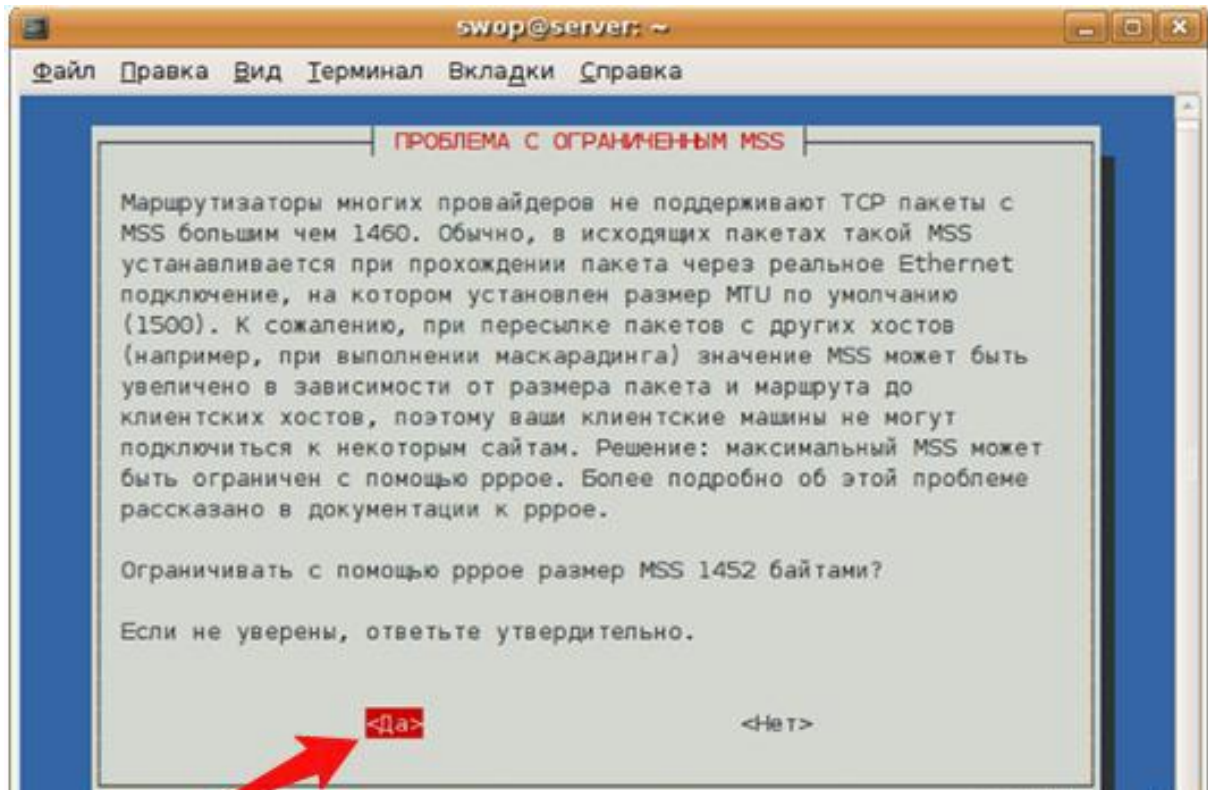 swop@server: ~
Файл Правка Вид Терминал Вкладки Справка
ПРОБЛЕМА С ОГРАНИЧЕННЫМ MSS
Маршрутизаторы многих провайдеров не поддерживают TCP пакеты с
MSS большим чем 1460. Обычно, в исходящих пакетах такой MSS
устанавливается при прохождении пакета через реальное Ethernet
подключение, на котором установлен размер MTU по умолчанию
(1500). К сожалению, при пересылке пакетов с других хостов
(например, при выполнении маскарадинга) значение MSS может быть
увеличено в зависимости от размера пакета и маршрута до
клиентских хостов, поэтому ваши клиентские машины не могут
подключиться к некоторым сайтам. Решение: максимальный MSS может
быть ограничен с помощью pppoe. Более подробно об этой проблеме
рассказано в документации к pppoe.
Ограничивать с помощью pppoe размер MSS 1452 байтами?
Если не уверены, ответьте утвердительно.
<Да> <Нет>